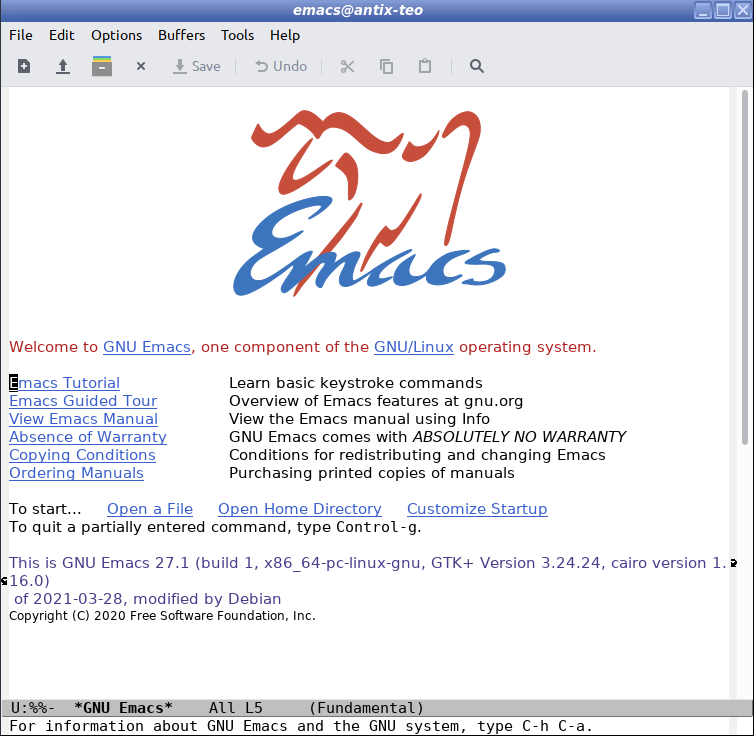 emacs@antix-teo
File Edit Options Buffers Tools Help
Save Undo
Emacs
Welcome to GNU Emacs, one component of the GNU/Linux operating system.
Emacs Tutorial Learn basic keystroke commands
Emacs Guided Tour Overview of Emacs features at gnu.org
View Emacs Manual View the Emacs manual using Info
Absence of Warranty GNU Emacs comes with ABSOLUTELY NO WARRANTY
Copying Conditions Conditions for redistributing and changing Emacs
Ordering Manuals Purchasing printed copies of manuals
To start... Open a File Open Home Directory Customize Startup
To quit a partially entered command, type Control-g.
This is GNU Emacs 27.1 (build 1, x86_64-pc-linux-gnu, GTK+ Version 3.24.24, cairo version 1.
16.0)
of 2021-03-28, modified by Debian
Copyright (C) 2020 Free Software Foundation, Inc.
U:%%- *GNU Emacs* All L5 (Fundamental)
For information about GNU Emacs and the GNU system, type C-h C-a.